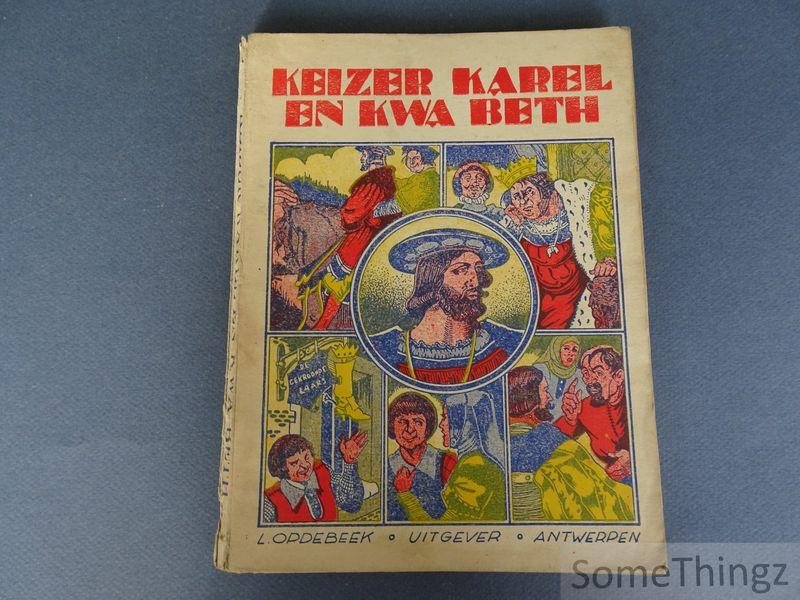 KEIZER KAREL
EN KWA BETH
DE
GEKROONDE
LAARS
L. OPDEBEEK • UITGEVER • ANTWERPEN
SomeThingz